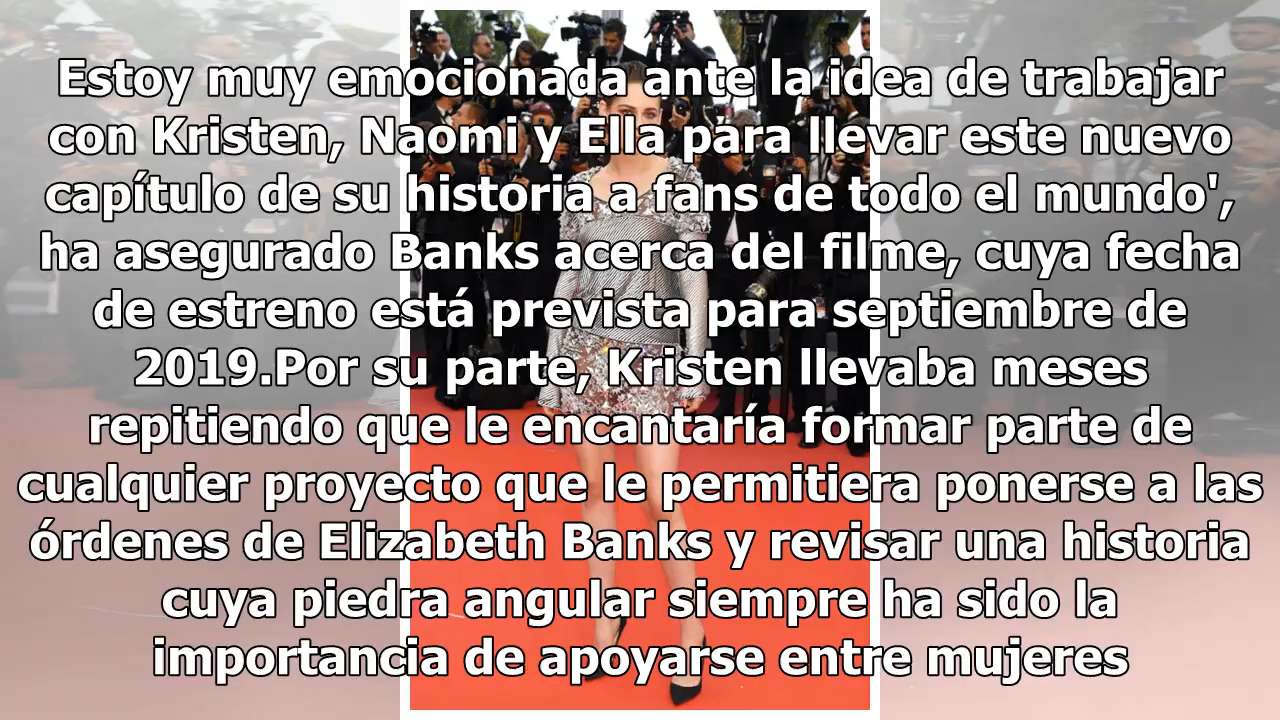 Estoy muy emocionada ante la idea de trabajar
con Kristen, Naomi y Ella para llevar este nuevo
capítulo de su historia a fans de todo el mundo',
ha asegurado Banks acerca del filme, cuya fecha
de estreno está prevista para septiembre de
2019.Por su parte, Kristen llevaba meses
repitiendo que le encantaría formar parte de
cualquier proyecto que le permitiera ponerse a las
órdenes de Elizabeth Banks y revisar una historia
cuya piedra angular siempre ha sido la
importancia de apoyarse entre mujeres